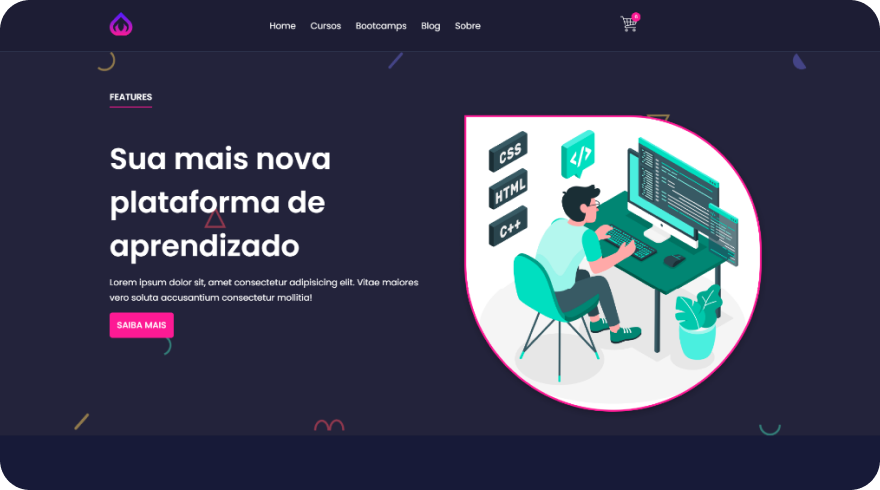 Home Cursos Bootcamps Blog Sobre
FEATURES
Sua mais nova
plataforma de
aprendizado
Lorem ipsum dolor sit, amet consectetur adipisicing elit. Vitae maiores
vero soluta accusantium consectetur mollitia!
SAIBA MAIS
CSS
</>
HTML
C++